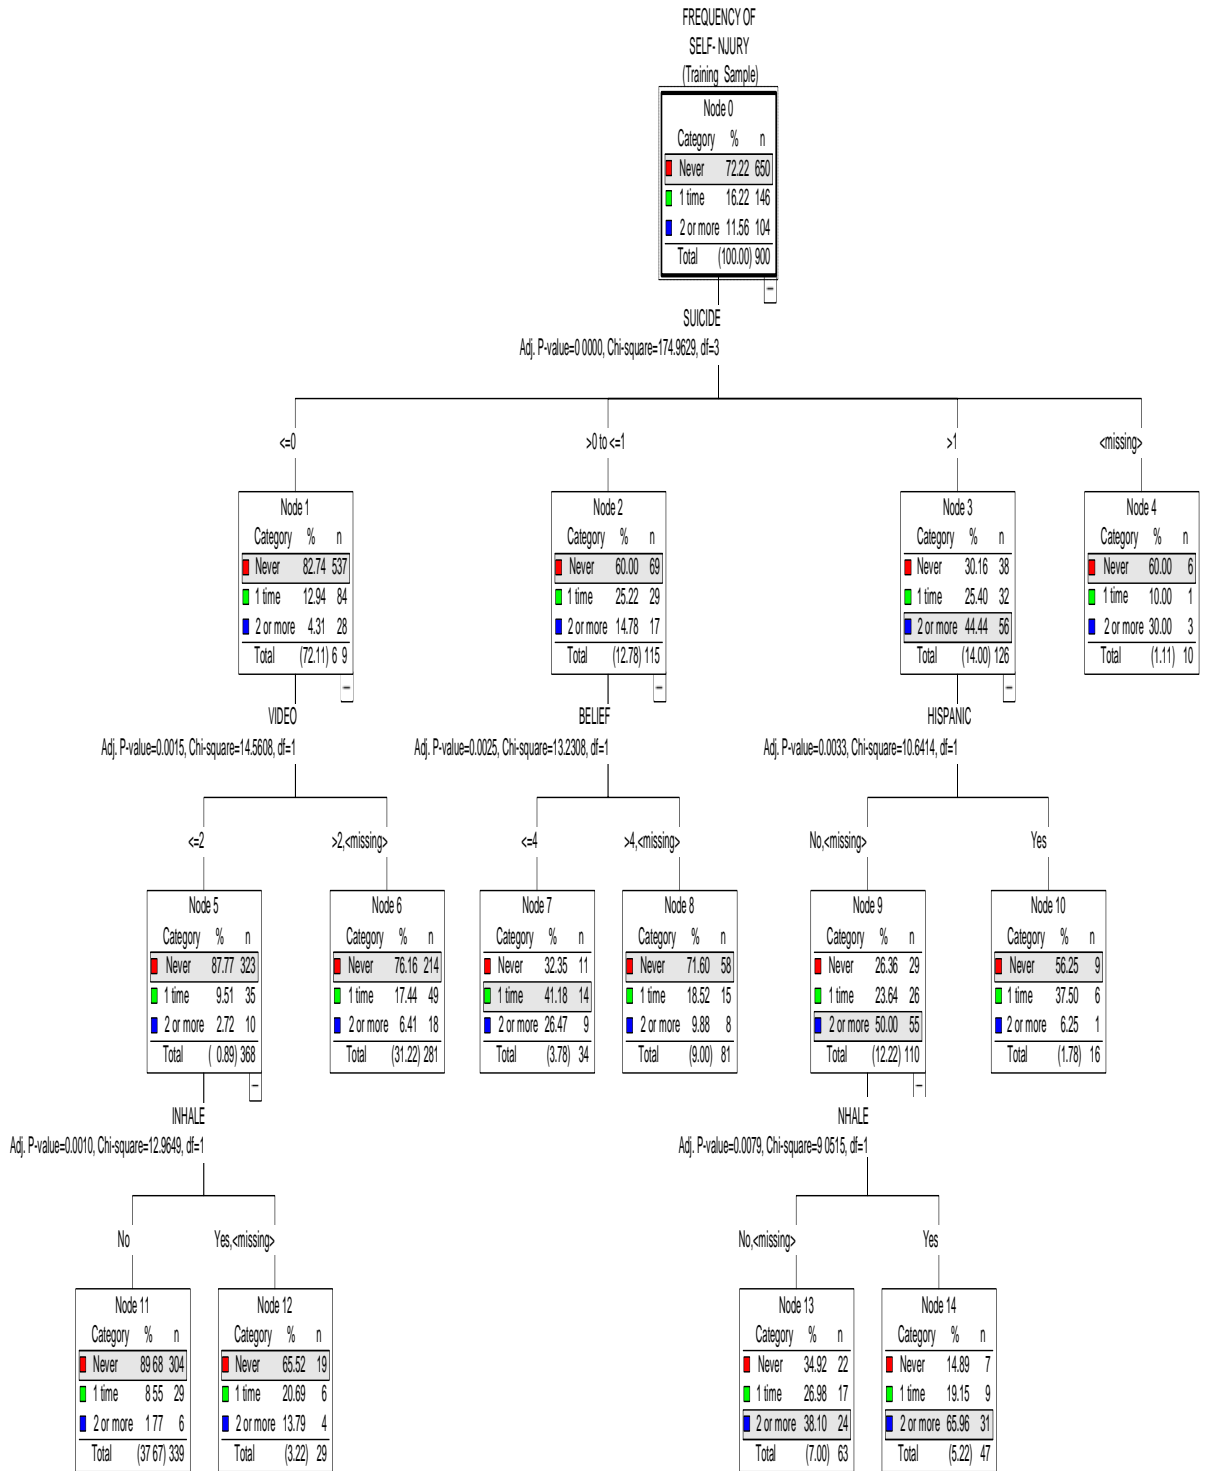 FREQUENCY OF
SELF- NJURY
(Training Sample)
Node 0
Category % n
Never 72.22 650
1 time 16.22 146
2 or more 11.56 104
Total (100.00) 900
SUICIDE
Adj. P-value=0 0000, Chi-square=174.9629, df=3
<=0
>0 to <=1
>1
<missing>
Node 1
Category % n
Never 82.74 537
1 time 12.94 84
2 or more 4.31 28
Total (72.11) 6 9
Node 2
Category % n
Never 60.00 69
1 time 25.22 29
2 or more 14.78 17
Total (12.78) 115
Node 3
Category % n
Never 30.16 38
1 time 25.40 32
2 or more 44.44 56
Total (14.00) 126
Node 4
Category % n
Never 60.00 6
1 time 10.00 1
2 or more 30.00 3
Total (1.11) 10
VIDEO
Adj. P-value=0.0015, Chi-square=14.5608, df=1
BELIEF
Adj. P-value=0.0025, Chi-square=13.2308, df=1
HISPANIC
Adj. P-value=0.0033, Chi-square=10.6414, df=1
<=2
>2,<missing>
<=4
>4,<missing>
No,<missing>
Yes
Node 5
Category % n
Never 87.77 323
1 time 9.51 35
2 or more 2.72 10
Total ( 0.89) 368
Node 6
Category % n
Never 76.16 214
1 time 17.44 49
2 or more 6.41 18
Total (31.22) 281
Node 7
Category % n
Never 32.35 11
1 time 41.18 14
2 or more 26.47 9
Total (3.78) 34
Node 8
Category % n
Never 71.60 58
1 time 18.52 15
2 or more 9.88 8
Total (9.00) 81
Node 9
Category % n
Never 26.36 29
1 time 23.64 26
2 or more 50.00 55
Total (12.22) 110
Node 10
Category % n
Never 56.25 9
1 time 37.50 6
2 or more 6.25 1
Total (1.78) 16
INHALE
Adj. P-value=0.0010, Chi-square=12.9649, df=1
NHALE
Adj. P-value=0.0079, Chi-square=9 0515, df=1
No
Yes,<missing>
No,<missing>
Yes
Node 11
Category % n
Never 89 68 304
1 time 8 55 29
2 or more 1 77 6
Total (37 67) 339
Node 12
Category % n
Never 65.52 19
1 time 20.69 6
2 or more 13.79 4
Total (3.22) 29
Node 13
Category % n
Never 34.92 22
1 time 26.98 17
2 or more 38.10 24
Total (7.00) 63
Node 14
Category % n
Never 14.89 7
1 time 19.15 9
2 or more 65.96 31
Total (5.22) 47